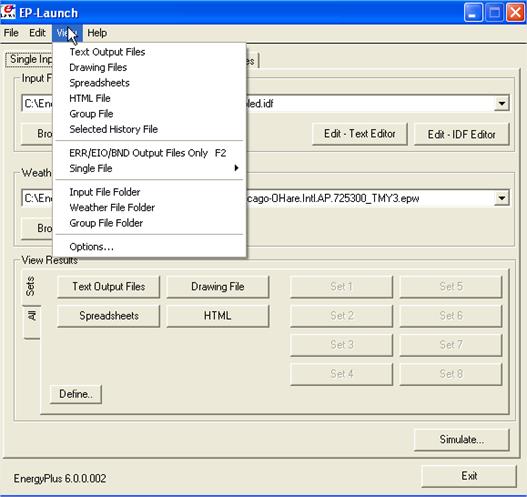 EP-Launch
File Edit View Help
Single Inp
Text Output Files
Drawing Files
Spreadsheets
HTML File
Group File
Selected History File
ERR/EIO/BND Output Files Only F2
Single File
Input File Folder
Weather File Folder
Group File Folder
Options...
es
Input F
C:\En
oled.idf
Bro
Edit - Text Editor
Edit - IDF Editor
Weath
C:\En
cago-OHare.Intl.AP.725300_TMY3.epw
Bro
View Results
Sets
All
Text Output Files
Drawing File
Set 1
Set 5
Spreadsheets
HTML
Set 2
Set 6
Set 3
Set 7
Set 4
Set 8
Define..
Simulate...
EnergyPlus 6.0.0.002
Exit